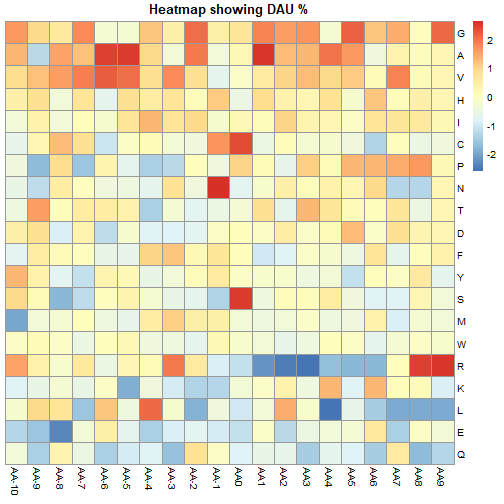 Heatmap showing DAU %
G
A
V
H
I
C
P
N
T
D
F
Y
S
M
W
R
K
L
E
Q
2
1
0
-1
-2
AA-10
AA-9
AA-8
AA-7
AA-6
AA-5
AA-4
AA-3
AA-2
AA-1
AA0
AA1
AA2
AA3
AA4
AA5
AA6
AA7
AA8
AA9